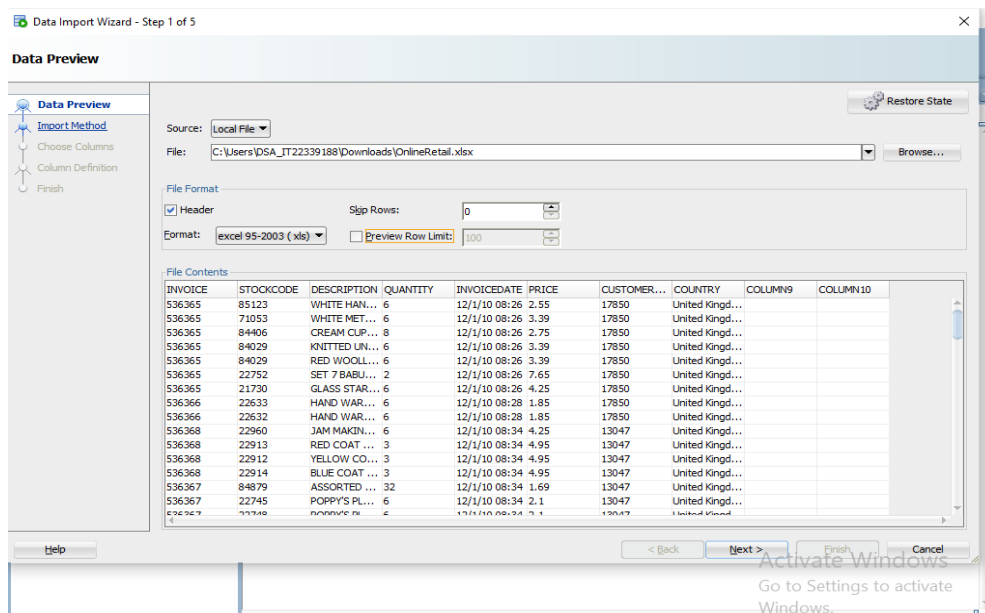 Data Import Wizard - Step 1 of 5
Data Preview
Data Preview
Import Method
Choose Columns
Column Definition
Finish
Restore State
Source: Local File
File: C:\Users\DSA_IT22339188\Downloads\OnlineRetail.xlsx Browse...
File Format
Header Skip Rows: 0
Format: excel 95-2003 (xls) Preview Row Limit: 100
File Contents
INVOICE STOCKCODE DESCRIPTION QUANTITY INVOICEDATE PRICE CUSTOMER... COUNTRY COLUMN9 COLUMN10
536365 85123 WHITE HAN... 6 12/1/10 08:26 2.55 17850 United Kingd...
536365 71053 WHITE MET... 6 12/1/10 08:26 3.39 17850 United Kingd...
536365 84406 CREAM CUP... 8 12/1/10 08:26 2.75 17850 United Kingd...
536365 84029 KNITTED UN... 6 12/1/10 08:26 3.39 17850 United Kingd...
536365 84029 RED WOOLL... 6 12/1/10 08:26 3.39 17850 United Kingd...
536365 22752 SET 7 BABU... 2 12/1/10 08:26 7.65 17850 United Kingd...
536365 21730 GLASS STAR... 6 12/1/10 08:26 4.25 17850 United Kingd...
536366 22633 HAND WAR... 6 12/1/10 08:28 1.85 17850 United Kingd...
536366 22632 HAND WAR... 6 12/1/10 08:28 1.85 17850 United Kingd...
536368 22960 JAM MAKIN... 6 12/1/10 08:34 4.25 13047 United Kingd...
536368 22913 RED COAT ... 3 12/1/10 08:34 4.95 13047 United Kingd...
536368 22912 YELLOW CO... 3 12/1/10 08:34 4.95 13047 United Kingd...
536368 22914 BLUE COAT ... 3 12/1/10 08:34 4.95 13047 United Kingd...
536367 84879 ASSORTED ... 32 12/1/10 08:34 1.69 13047 United Kingd...
536367 22745 POPPY'S PL... 6 12/1/10 08:34 2.1 13047 United Kingd...
536367 22748 POPPY'S PL... 6 12/1/10 08:34 2.1 13047 United Kingd...
Help < Back Next > Finish Cancel
Activate Windows
Go to Settings to activate
Windows.